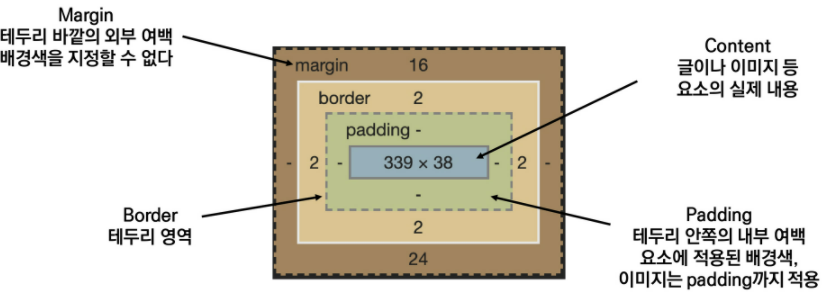 Margin
테두리 바깥의 외부 여백
배경색을 지정할 수 없다
Content
글이나 이미지 등
요소의 실제 내용
margin 16
border 2
padding -
- 2 - 339 × 38 - 2 -
-
2
24
Border
테두리 영역
Padding
테두리 안쪽의 내부 여백
요소에 적용된 배경색,
이미지는 padding까지 적용